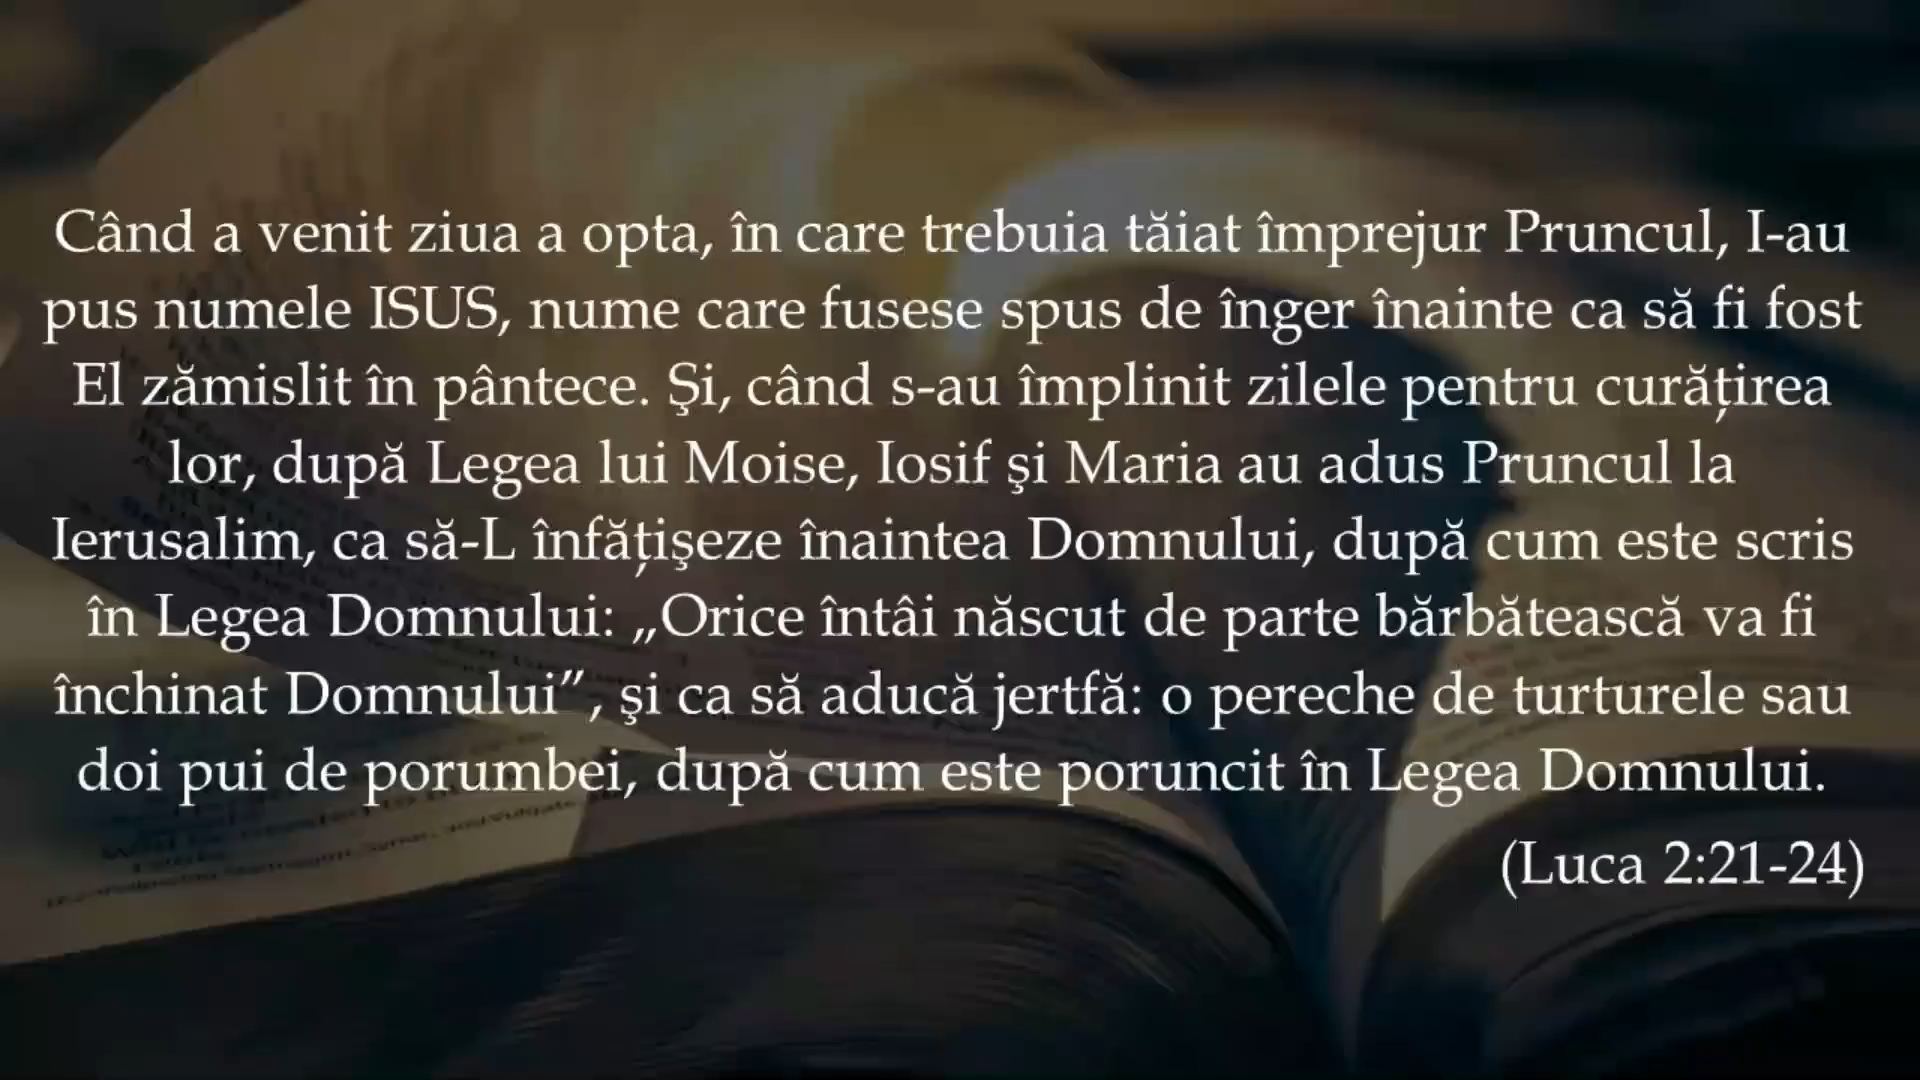 Când a venit ziua a opta, în care trebuia tăiat împrejur Pruncul, I-au
pus numele ISUS, nume care fusese spus de înger înainte ca să fi fost
El zămislit în pântece. Şi, când s-au împlinit zilele pentru curățirea
lor, după Legea lui Moise, Iosif şi Maria au adus Pruncul la
Ierusalim, ca să-L înfățişeze înaintea Domnului, după cum este scris
în Legea Domnului: „Orice întâi născut de parte bărbătească va fi
închinat Domnului”, şi ca să aducă jertfă: o pereche de turturele sau
doi pui de porumbei, după cum este poruncit în Legea Domnului.
(Luca 2:21-24)